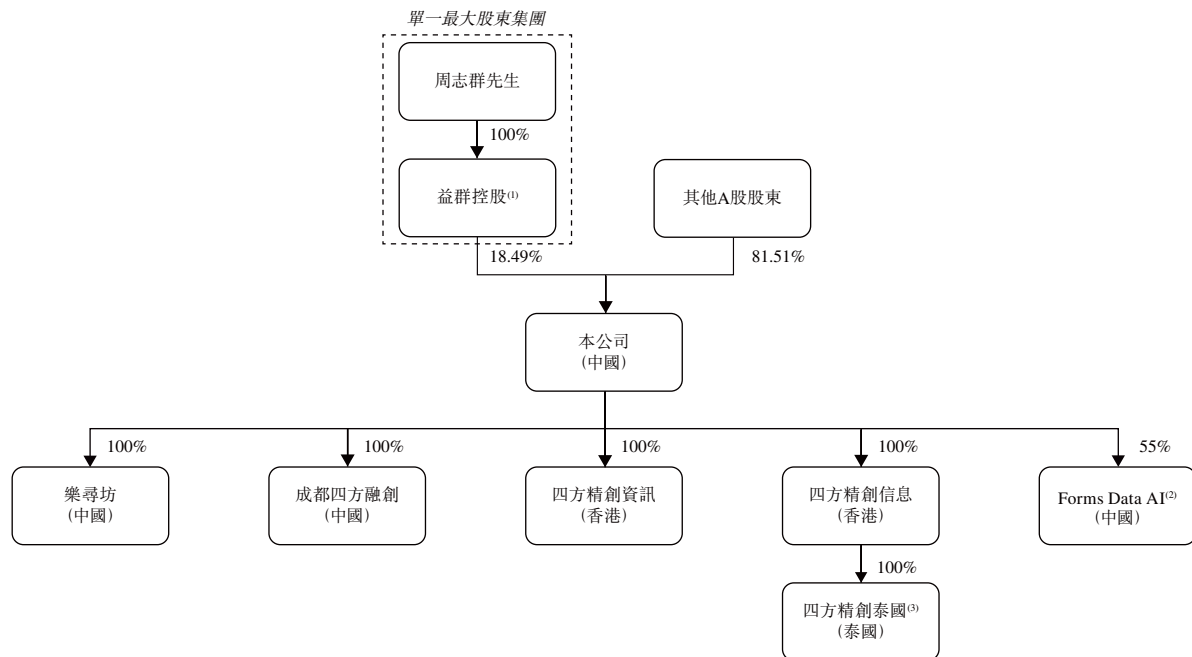 單一最大股東集團
周志群先生
100%
益群控股(1)
其他A股股東
18.49%
81.51%
本公司
(中國)
100%
100%
100%
100%
55%
樂尋坊
(中國)
成都四方融創
(中國)
四方精創資訊
(香港)
四方精創信息
(香港)
Forms Data AI(2)
(中國)
100%
四方精創泰國(3)
(泰國)